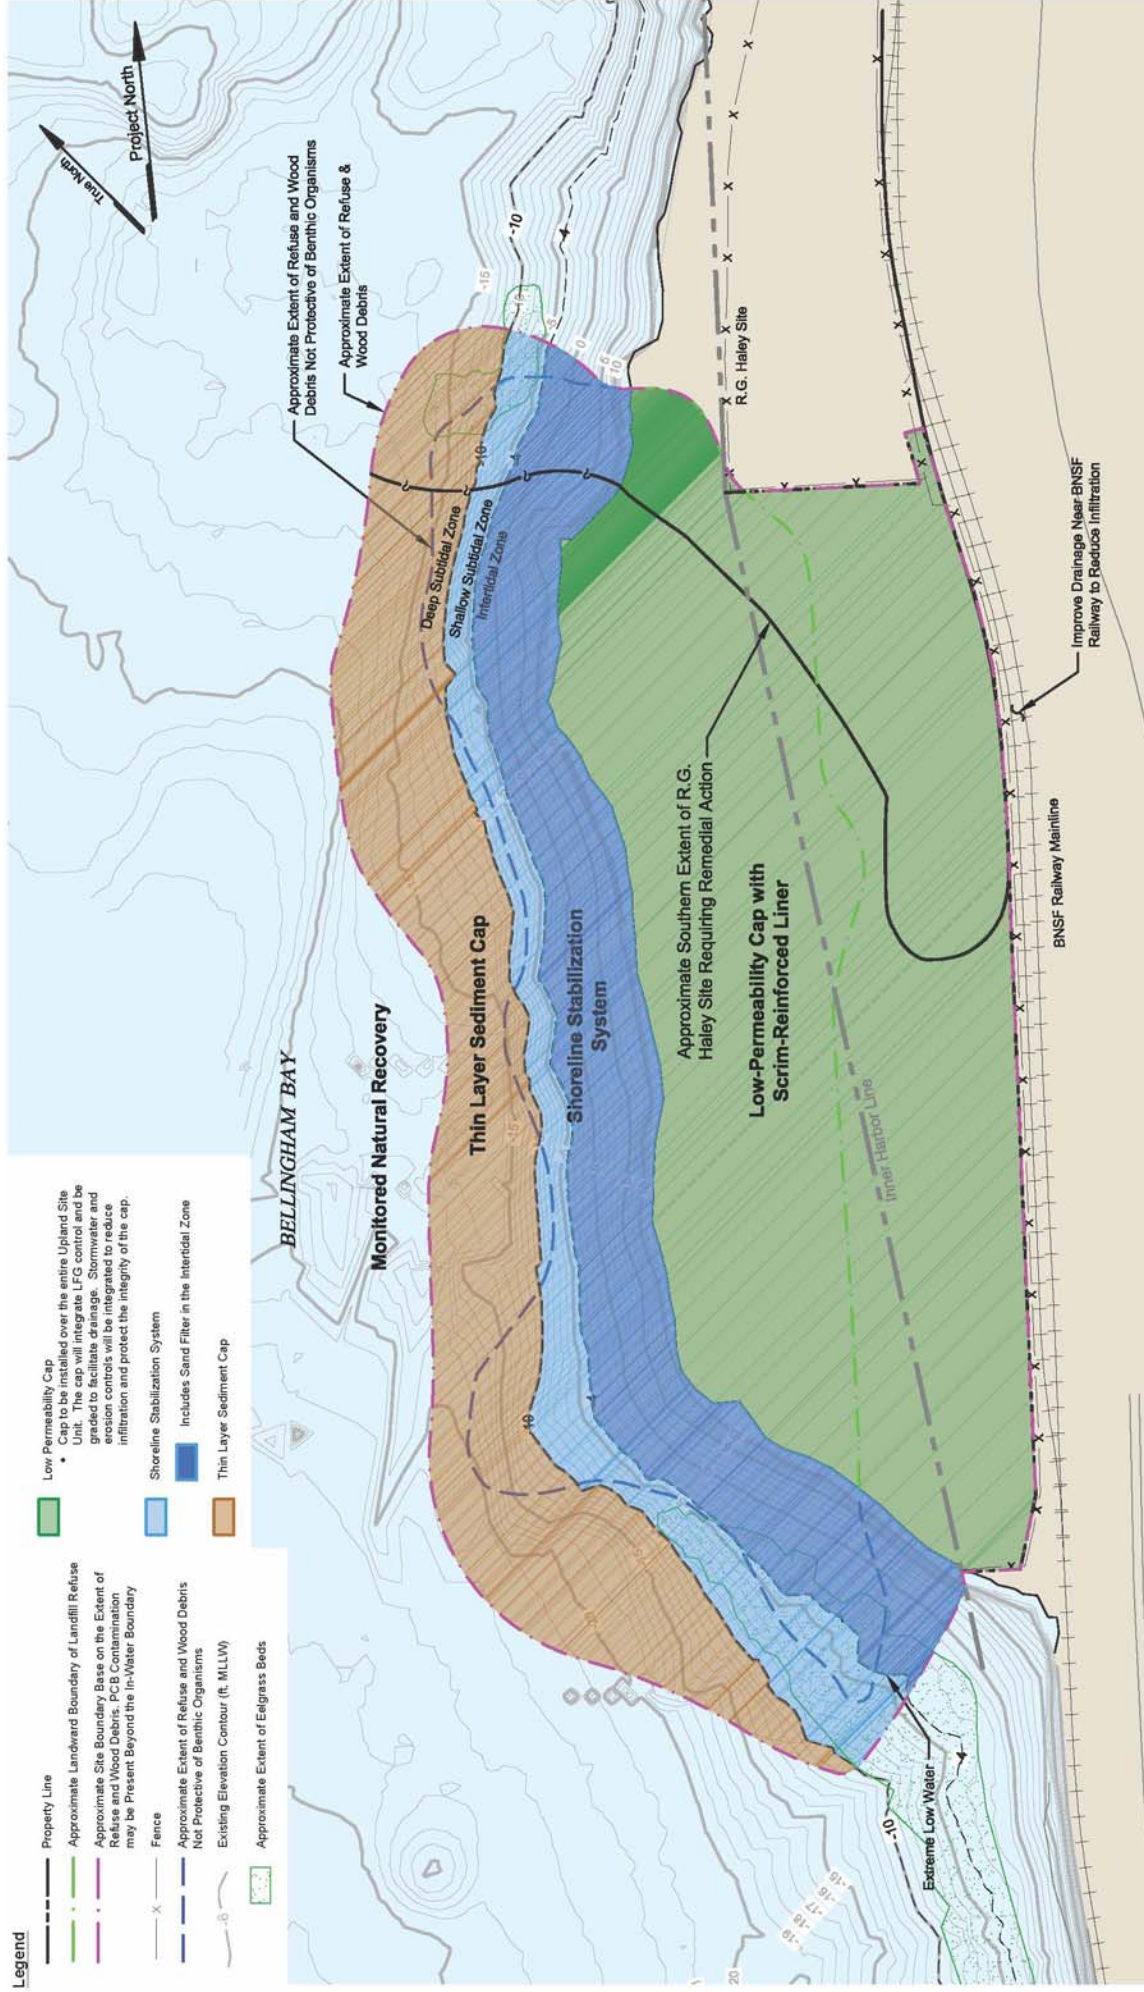 Legend
Property Line
Approximate Landward Boundary of Landfill Refuse
Approximate Site Boundary Base on the Extent of
Refuse and Wood Debris. PCB Contamination
may be Present Beyond the In-Water Boundary
X
Fence
Approximate Extent of Refuse and Wood Debris
Not Protective of Benthic Organisms
Existing Elevation Contour (ft, MLLW)
Approximate Extent of Eelgrass Beds
Low Permeability Cap
• Cap to be installed over the entire Upland Site
Unit. The cap will integrate LFG control and be
graded to facilitate drainage. Stormwater and
erosion controls will be integrated to reduce
infiltration and protect the integrity of the cap.
Shoreline Stabilization System
Includes Sand Filter in the Intertidal Zone
Thin Layer Sediment Cap
True North
Project North
BELLINGHAM BAY
Monitored Natural Recovery
Approximate Extent of Refuse and Wood
Debris Not Protective of Benthic Organisms
Approximate Extent of Refuse &
Wood Debris
Deep Subtidal Zone
Shallow Subtidal Zone
Intertidal Zone
Thin Layer Sediment Cap
Shoreline Stabilization
System
Approximate Southern Extent of R.G.
Haley Site Requiring Remedial Action
Low-Permeability Cap with
Scrim-Reinforced Liner
Inner Harbor Line
R.G. Haley Site
Extreme Low Water
BNSF Railway Mainline
Improve Drainage Near BNSF
Railway to Reduce Infiltration
-15
-10
-4
-5
0
5
10
-10
-4
-15
-16
-17
-18
-19
20